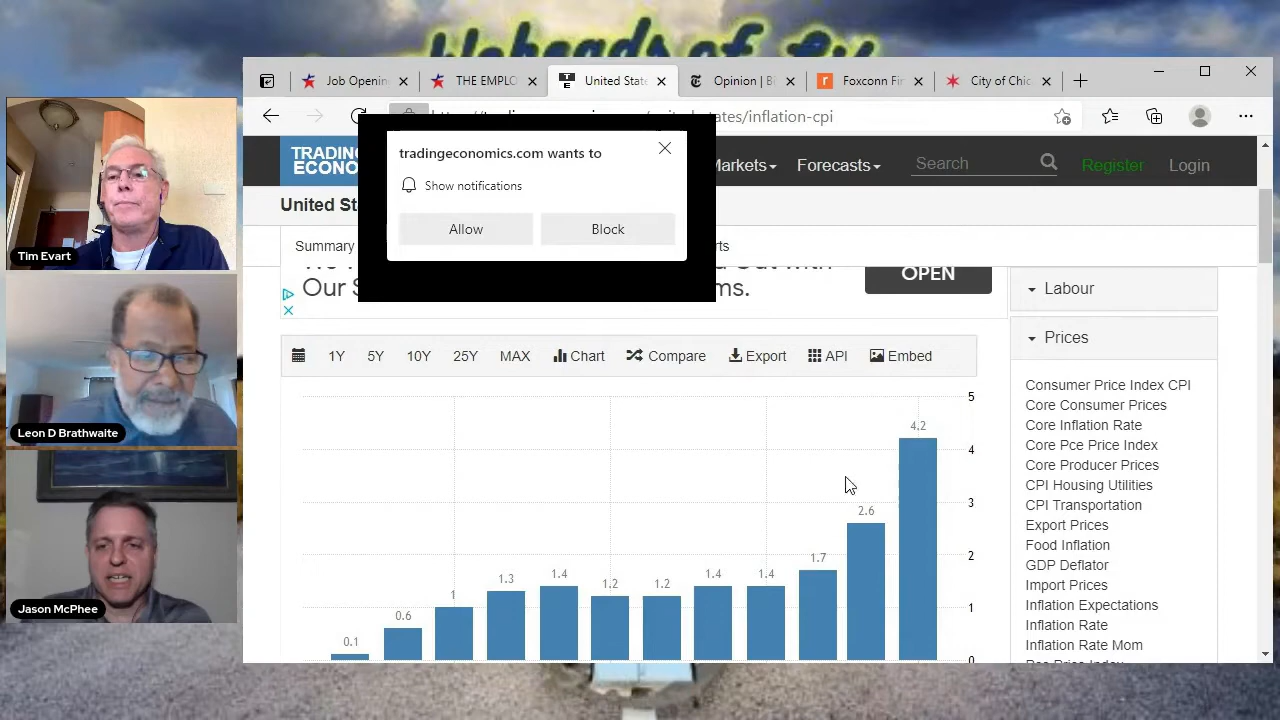 Job Openin
THE EMPLO
United State
Opinion | B
Foxconn Fir
City of Chic
/inflation-cpi
tradingeconomics.com wants to
Show notifications
Allow
Block
TRADING
ECONO
Markets
Forecasts
Search
Register
Login
United St
Summary
rts
Our S
ms.
OPEN
1Y
5Y
10Y
25Y
MAX
Chart
Compare
Export
API
Embed
0.1
0.6
1
1.3
1.4
1.2
1.2
1.4
1.4
1.7
2.6
4.2
5
4
3
2
1
0
Labour
Prices
Consumer Price Index CPI
Core Consumer Prices
Core Inflation Rate
Core Pce Price Index
Core Producer Prices
CPI Housing Utilities
CPI Transportation
Export Prices
Food Inflation
GDP Deflator
Import Prices
Inflation Expectations
Inflation Rate
Inflation Rate Mom
Tim Evart
Leon D Brathwaite
Jason McPhee